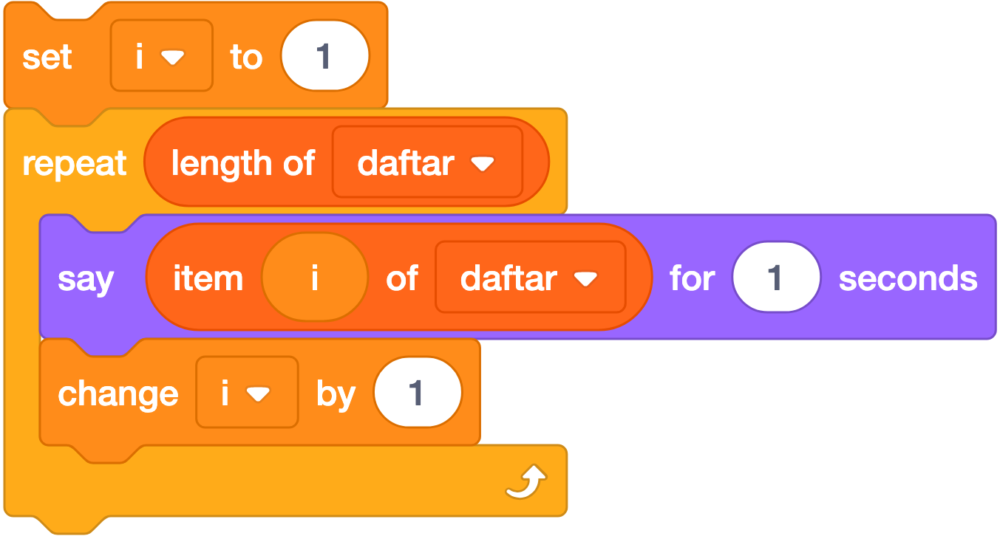 set i to 1
repeat length of daftar
say item i of daftar for 1 seconds
change i by 1